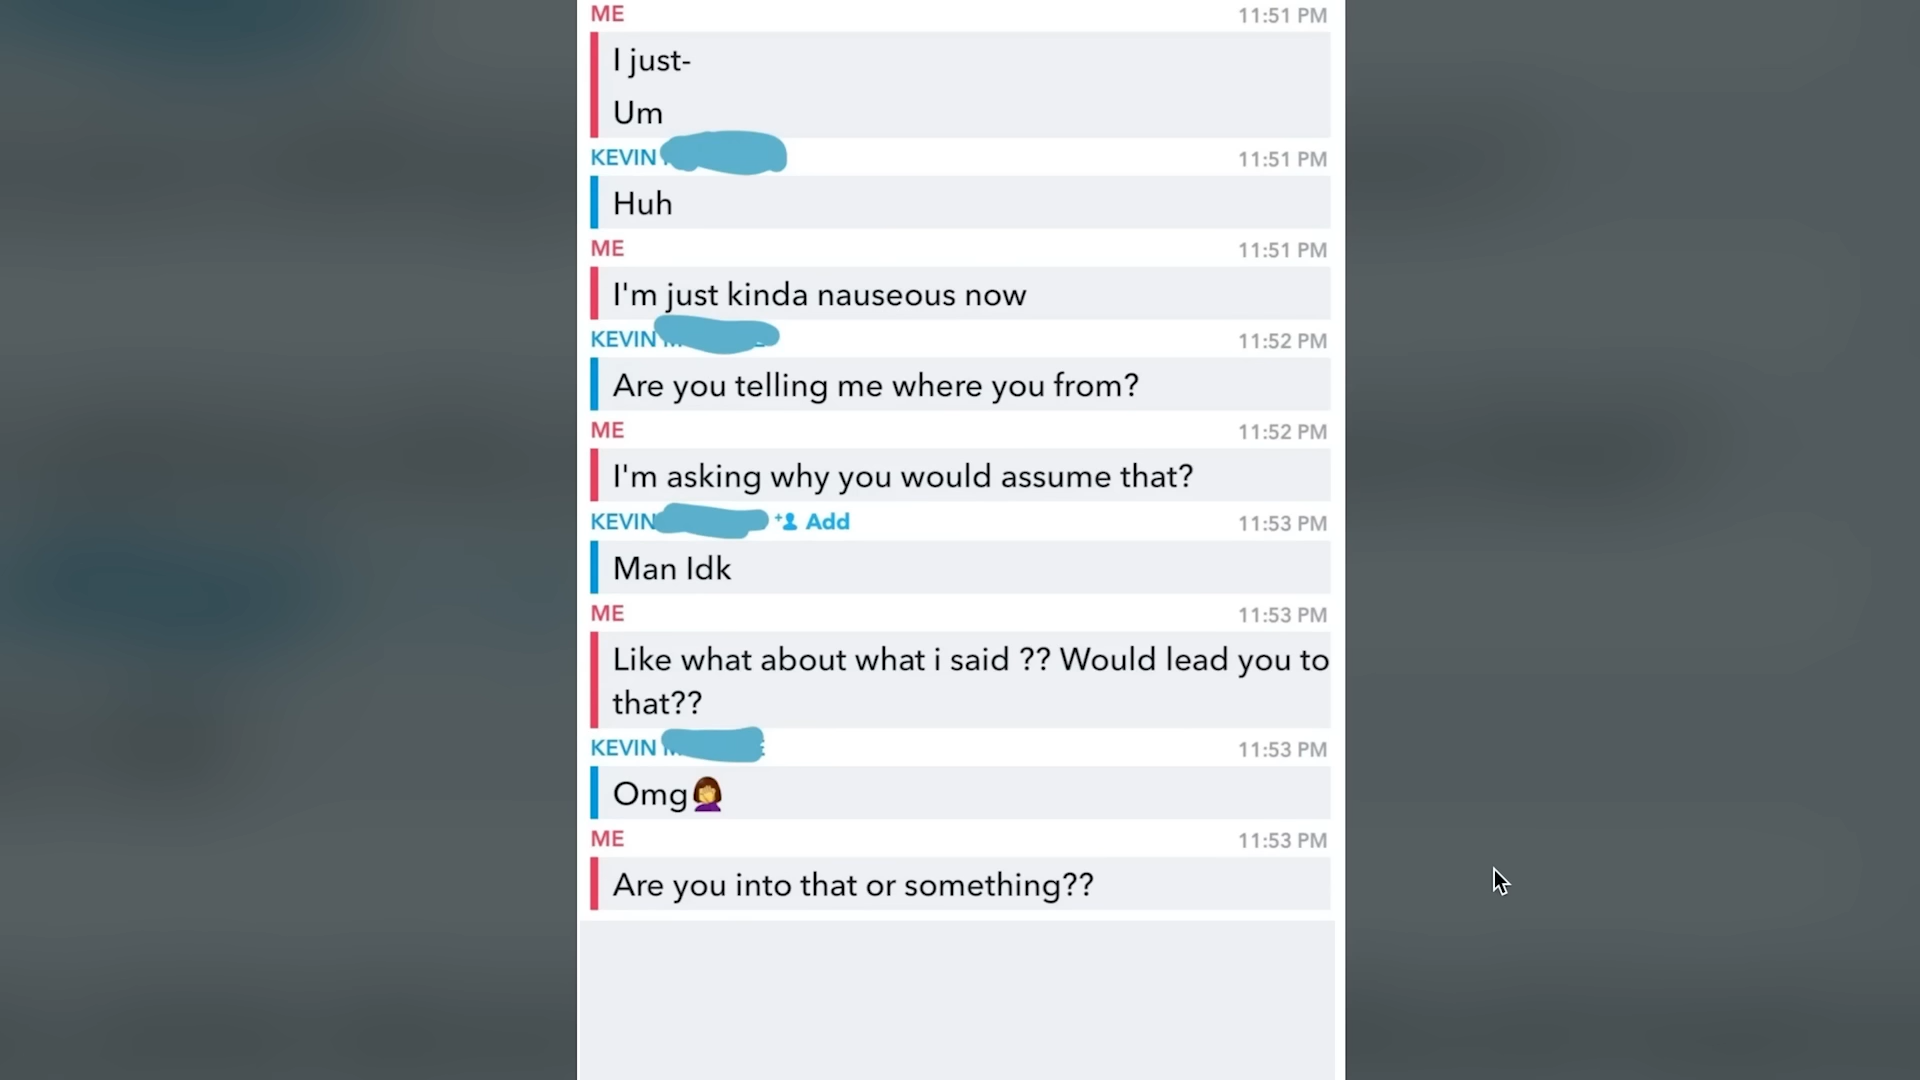 ME 11:51 PM
I just-
Um
KEVIN 11:51 PM
Huh
ME 11:51 PM
I'm just kinda nauseous now
KEVIN 11:52 PM
Are you telling me where you from?
ME 11:52 PM
I'm asking why you would assume that?
KEVIN Add 11:53 PM
Man Idk
ME 11:53 PM
Like what about what i said ?? Would lead you to
that??
KEVIN 11:53 PM
Omg🤦‍♀️
ME 11:53 PM
Are you into that or something??